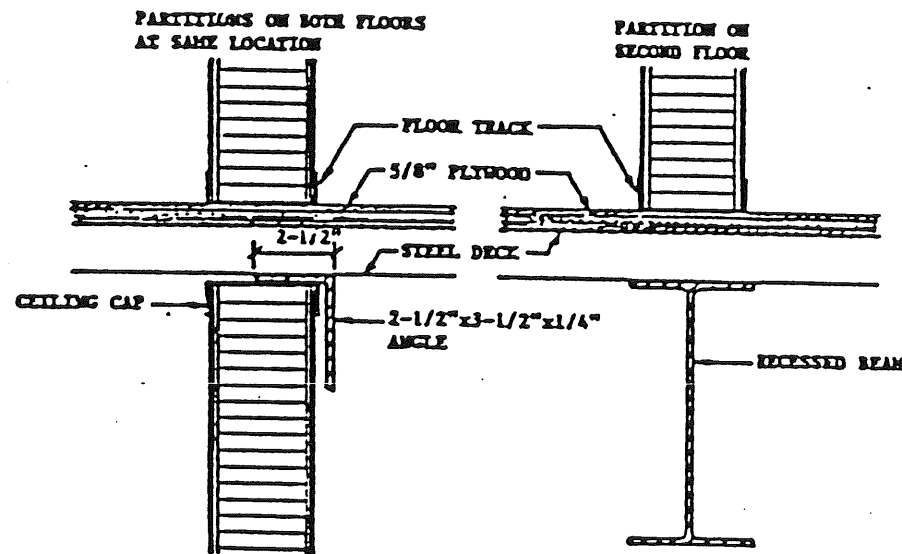 PARTITIONS ON BOTH FLOORS
AT SAME LOCATION
PARTITION ON
SECOND FLOOR
FLOOR TRACK
5/8" PLYWOOD
2-1/2"
STEEL DECK
CEILING CAP
2-1/2"x3-1/2"x1/4"
ANGLE
RECESSED BEAM